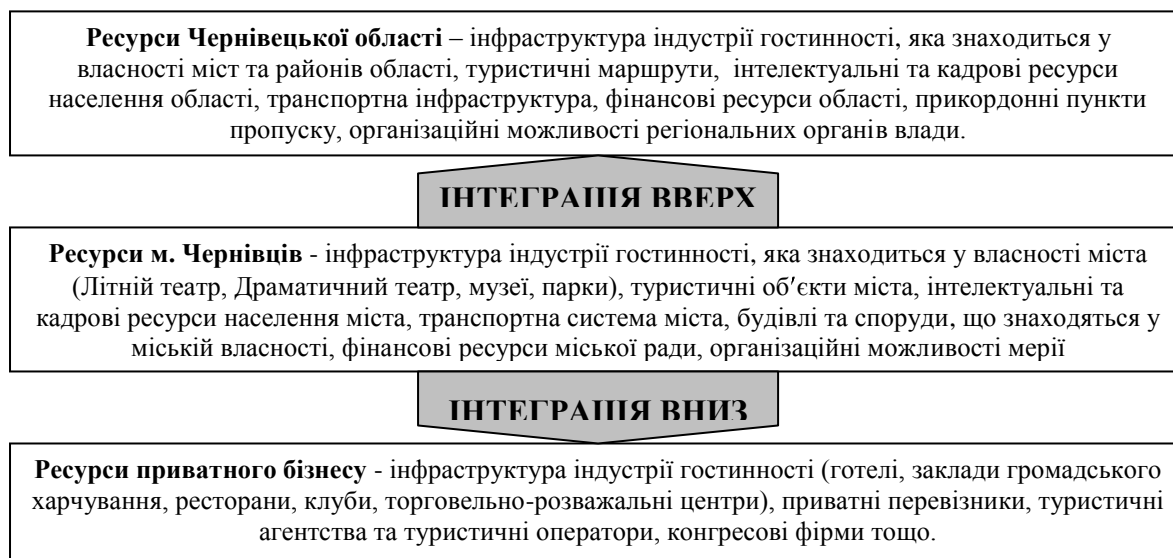 Ресурси Чернівецької області – інфраструктура індустрії гостинності, яка знаходиться у
власності міст та районів області, туристичні маршрути, інтелектуальні та кадрові ресурси
населення області, транспортна інфраструктура, фінансові ресурси області, прикордонні пункти
пропуску, організаційні можливості регіональних органів влади.
ІНТЕГРАЦІЯ ВВЕРХ
Ресурси м. Чернівців - інфраструктура індустрії гостинності, яка знаходиться у власності міста
(Літній театр, Драматичний театр, музеї, парки), туристичні об′єкти міста, інтелектуальні та
кадрові ресурси населення міста, транспортна система міста, будівлі та споруди, що знаходяться у
міській власності, фінансові ресурси міської ради, організаційні можливості мерії
ІНТЕГРАЦІЯ ВНИЗ
Ресурси приватного бізнесу - інфраструктура індустрії гостинності (готелі, заклади громадського
харчування, ресторани, клуби, торговельно-розважальні центри), приватні перевізники, туристичні
агентства та туристичні оператори, конгресові фірми тощо.